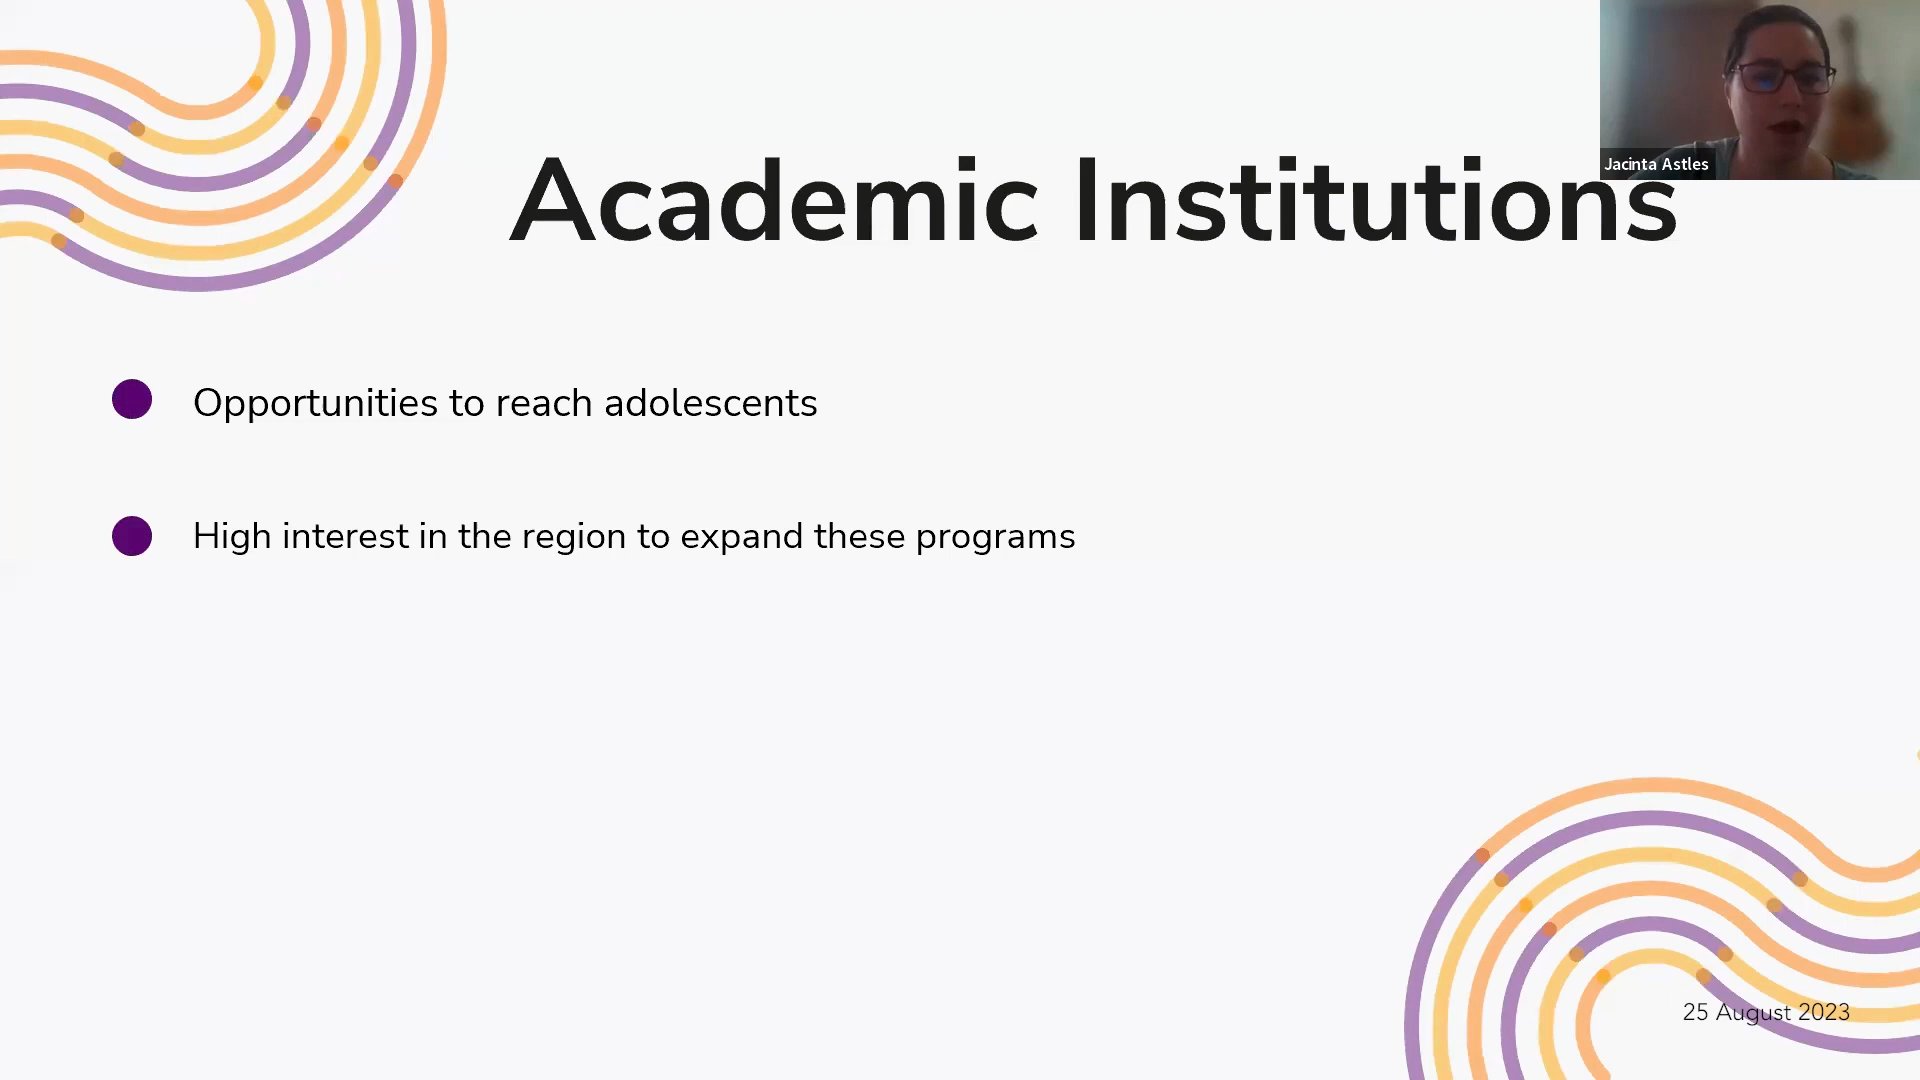 Jacinta Astles
Academic Institutions
Opportunities to reach adolescents
High interest in the region to expand these programs
25 August 2023